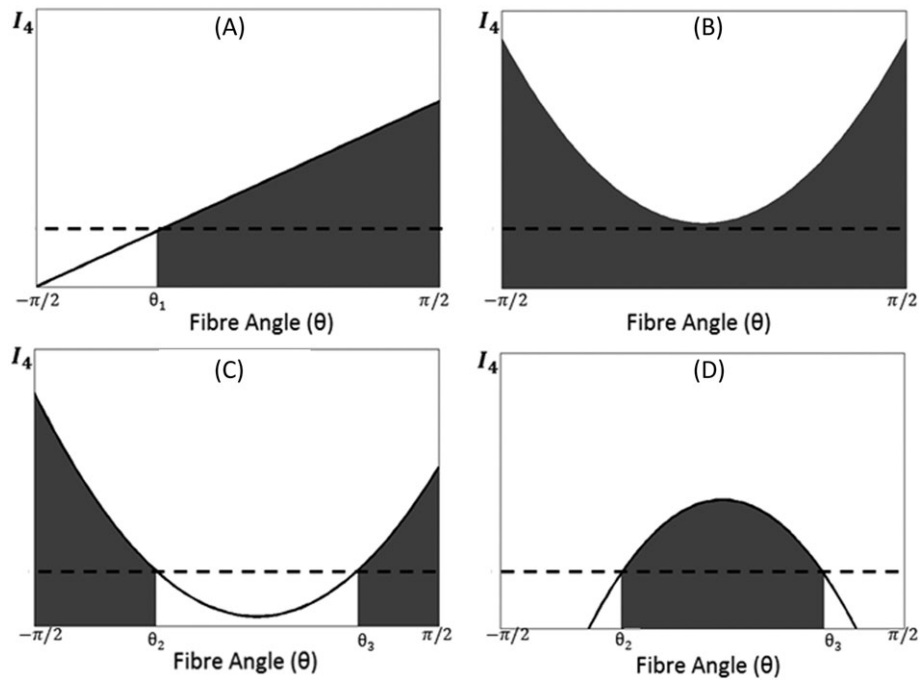 I₄ (A)
−π/2 θ₁ π/2
Fibre Angle (θ)
I₄ (B)
−π/2 π/2
Fibre Angle (θ)
I₄ (C)
−π/2 θ₂ θ₃ π/2
Fibre Angle (θ)
I₄ (D)
−π/2 θ₂ θ₃ π/2
Fibre Angle (θ)